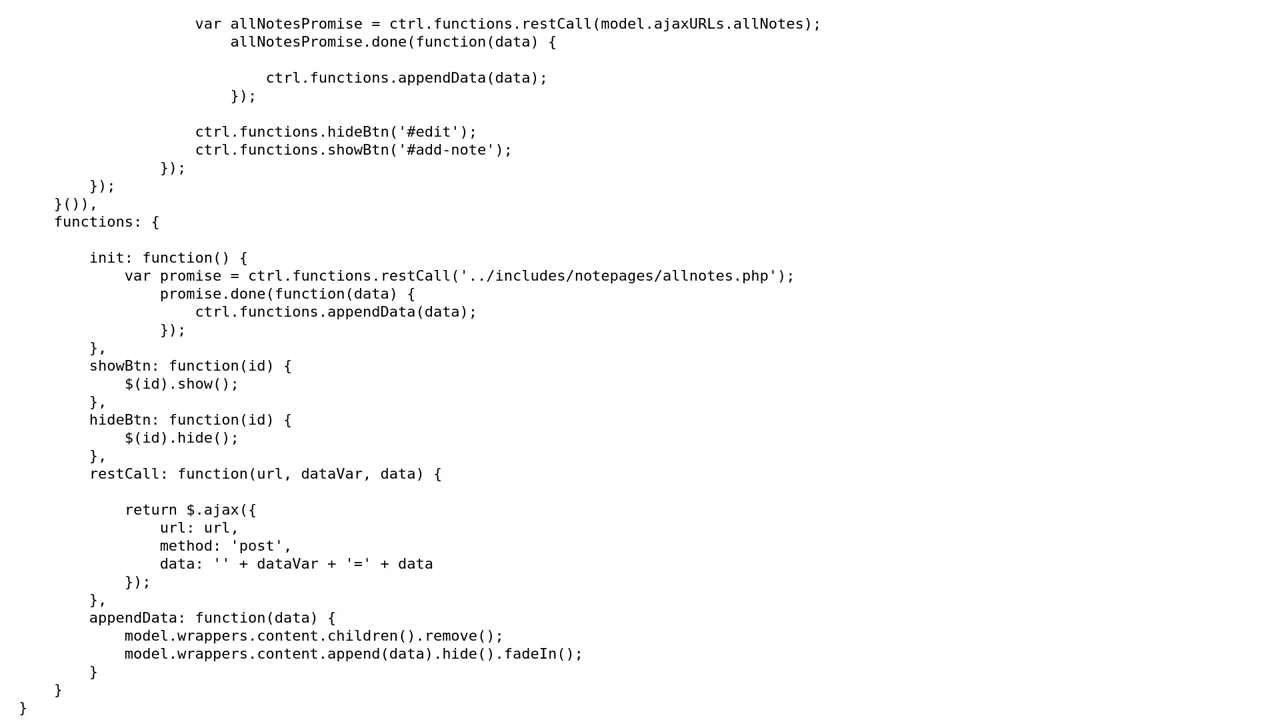 var allNotesPromise = ctrl.functions.restCall(model.ajaxURLs.allNotes);
                        allNotesPromise.done(function(data) {

                            ctrl.functions.appendData(data);
                        });

                    ctrl.functions.hideBtn('#edit');
                    ctrl.functions.showBtn('#add-note');
                });
        });
    }()),
    functions: {

        init: function() {
            var promise = ctrl.functions.restCall('../includes/notepages/allnotes.php');
                promise.done(function(data) {
                    ctrl.functions.appendData(data);
                });
        },
        showBtn: function(id) {
            $(id).show();
        },
        hideBtn: function(id) {
            $(id).hide();
        },
        restCall: function(url, dataVar, data) {

            return $.ajax({
                url: url,
                method: 'post',
                data: '' + dataVar + '=' + data
            });
        },
        appendData: function(data) {
            model.wrappers.content.children().remove();
            model.wrappers.content.append(data).hide().fadeIn();
        }
    }
}